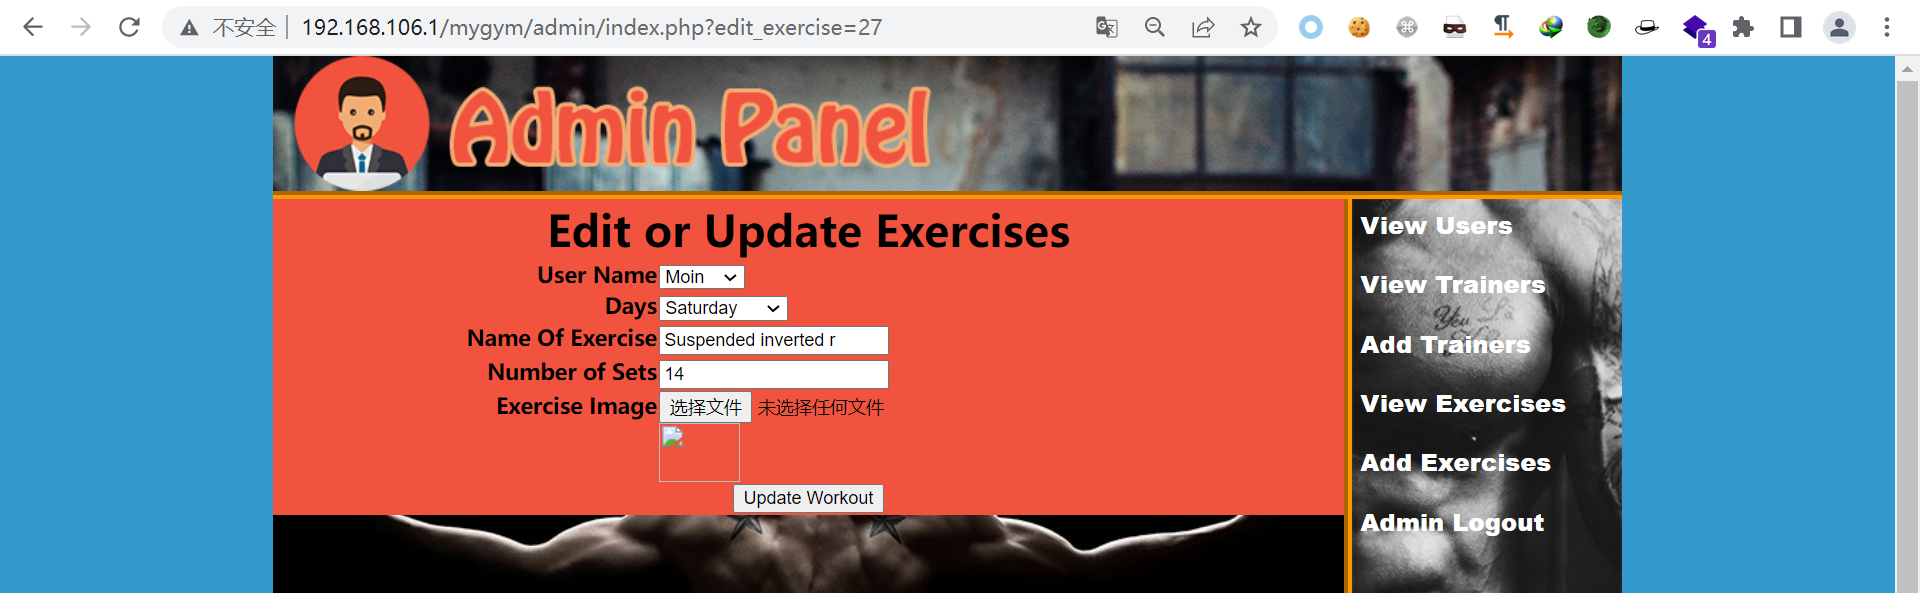 不安全 192.168.106.1/mygym/admin/index.php?edit_exercise=27
4
Admin Panel
Edit or Update Exercises
User Name Moin
Days Saturday
Name Of Exercise Suspended inverted r
Number of Sets 14
Exercise Image 选择文件 未选择任何文件
Update Workout
View Users
View Trainers
Add Trainers
View Exercises
Add Exercises
Admin Logout